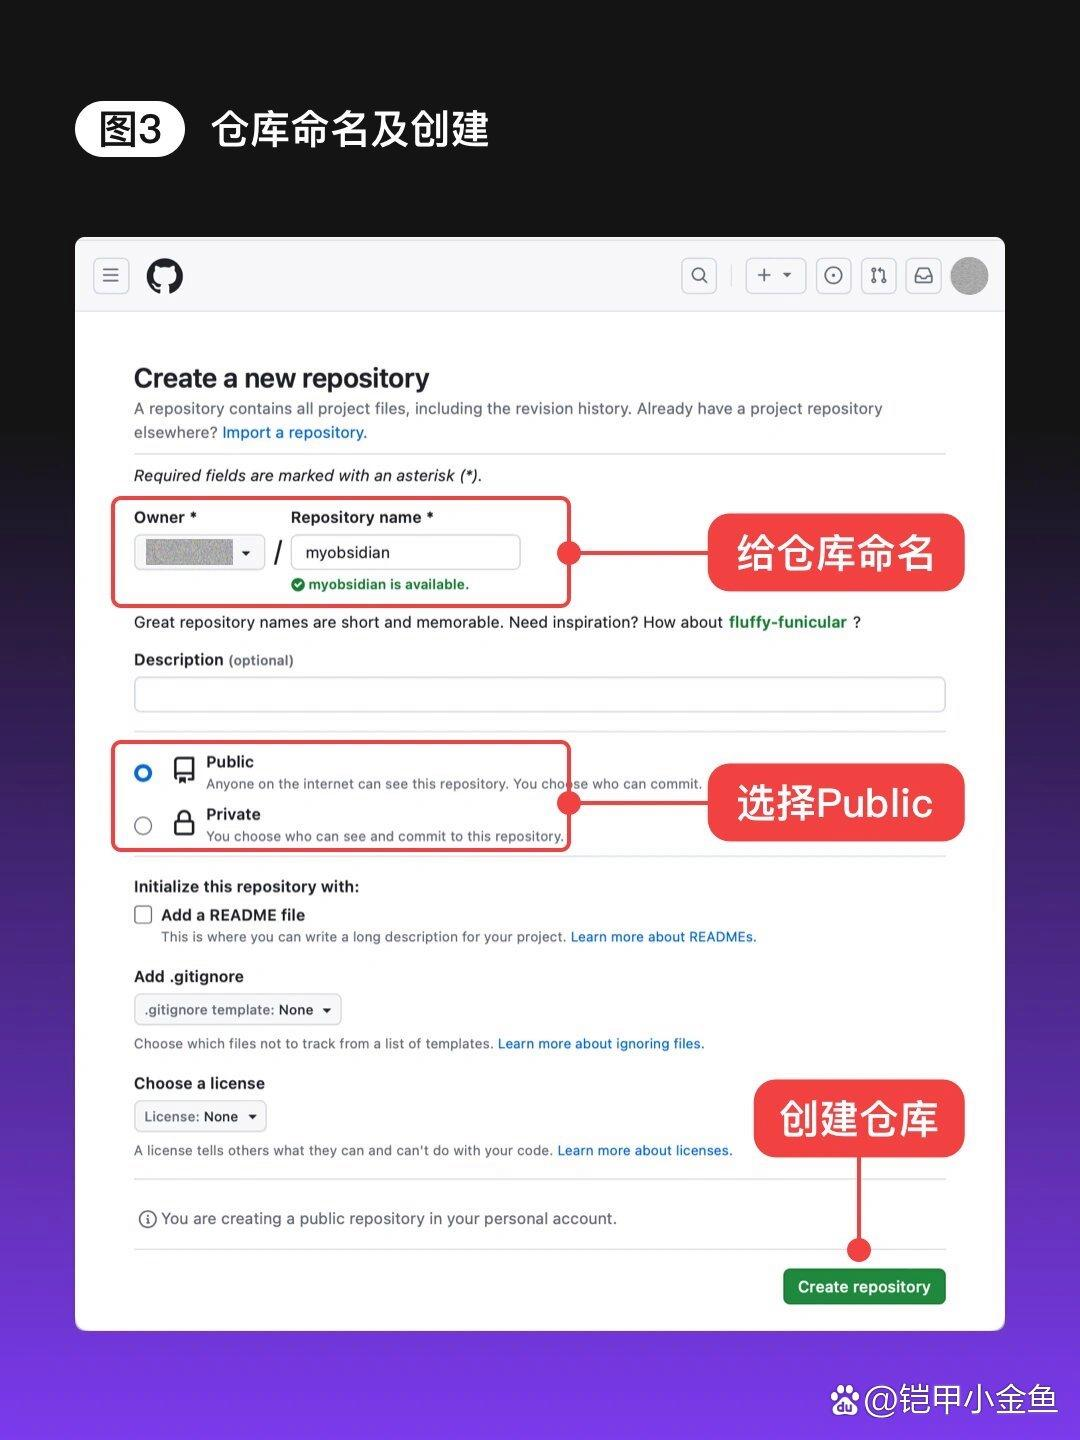 图3 仓库命名及创建
Create a new repository
A repository contains all project files, including the revision history. Already have a project repository
elsewhere? Import a repository.
Required fields are marked with an asterisk (*).
Owner * Repository name *
/ myobsidian
myobsidian is available.
给仓库命名
Great repository names are short and memorable. Need inspiration? How about fluffy-funicular ?
Description (optional)
Public
Anyone on the internet can see this repository. You choose who can commit.
选择Public
Private
You choose who can see and commit to this repository.
Initialize this repository with:
Add a README file
This is where you can write a long description for your project. Learn more about READMEs.
Add .gitignore
.gitignore template: None
Choose which files not to track from a list of templates. Learn more about ignoring files.
Choose a license
License: None
创建仓库
A license tells others what they can and can't do with your code. Learn more about licenses.
You are creating a public repository in your personal account.
Create repository
du @铠甲小金鱼